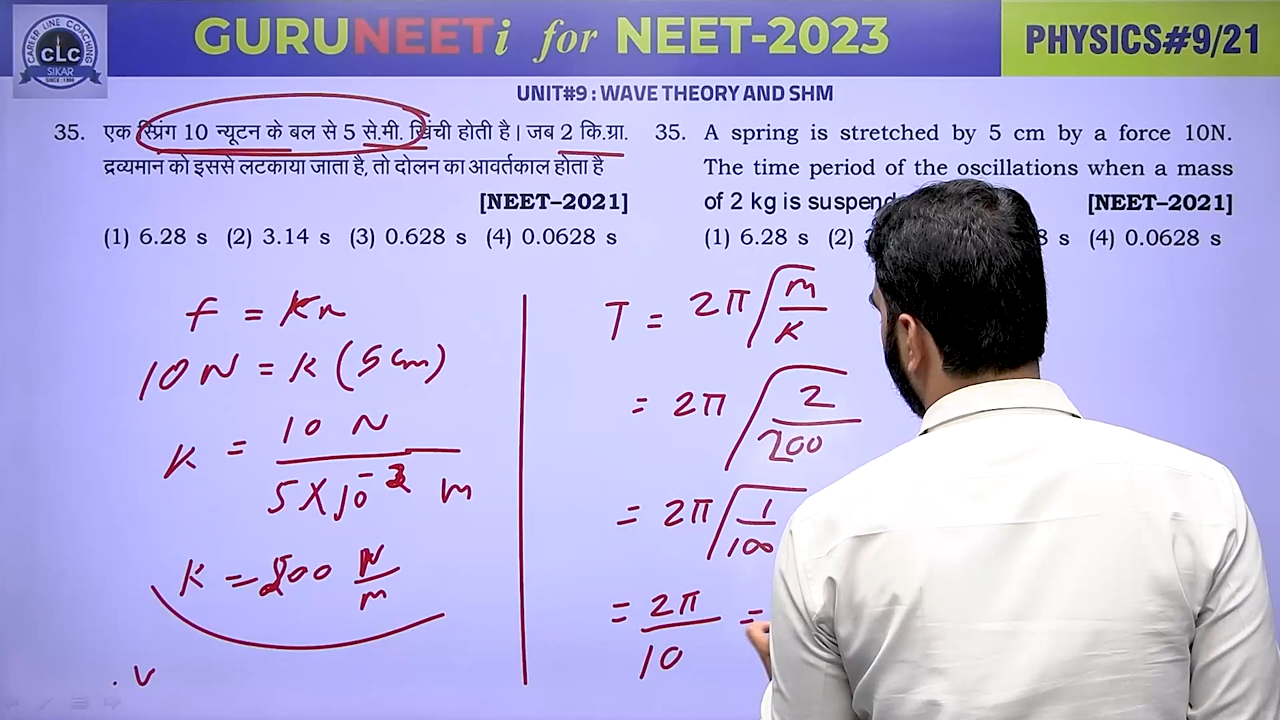 CAREER LINE COACHING
CLC
SIKAR
SINCE : 1996
GURUNEETi for NEET-2023
PHYSICS#9/21
UNIT#9 : WAVE THEORY AND SHM
35. एक स्प्रिंग 10 न्यूटन के बल से 5 से.मी. खिंची होती है। जब 2 कि.ग्रा.
द्रव्यमान को इससे लटकाया जाता है, तो दोलन का आवर्तकाल होता है
[NEET–2021]
(1) 6.28 s (2) 3.14 s (3) 0.628 s (4) 0.0628 s
35. A spring is stretched by 5 cm by a force 10N.
The time period of the oscillations when a mass
of 2 kg is
[NEET–2021]
(1) 6.28 s (2) s (4) 0.0628 s
10 N = K (5 cm)
K = 10 N / 5 X 10⁻² m
K = 200 N/m
T = 2π √m/K
= 2π √2/200
= 2π √1/100
= 2π/10 =